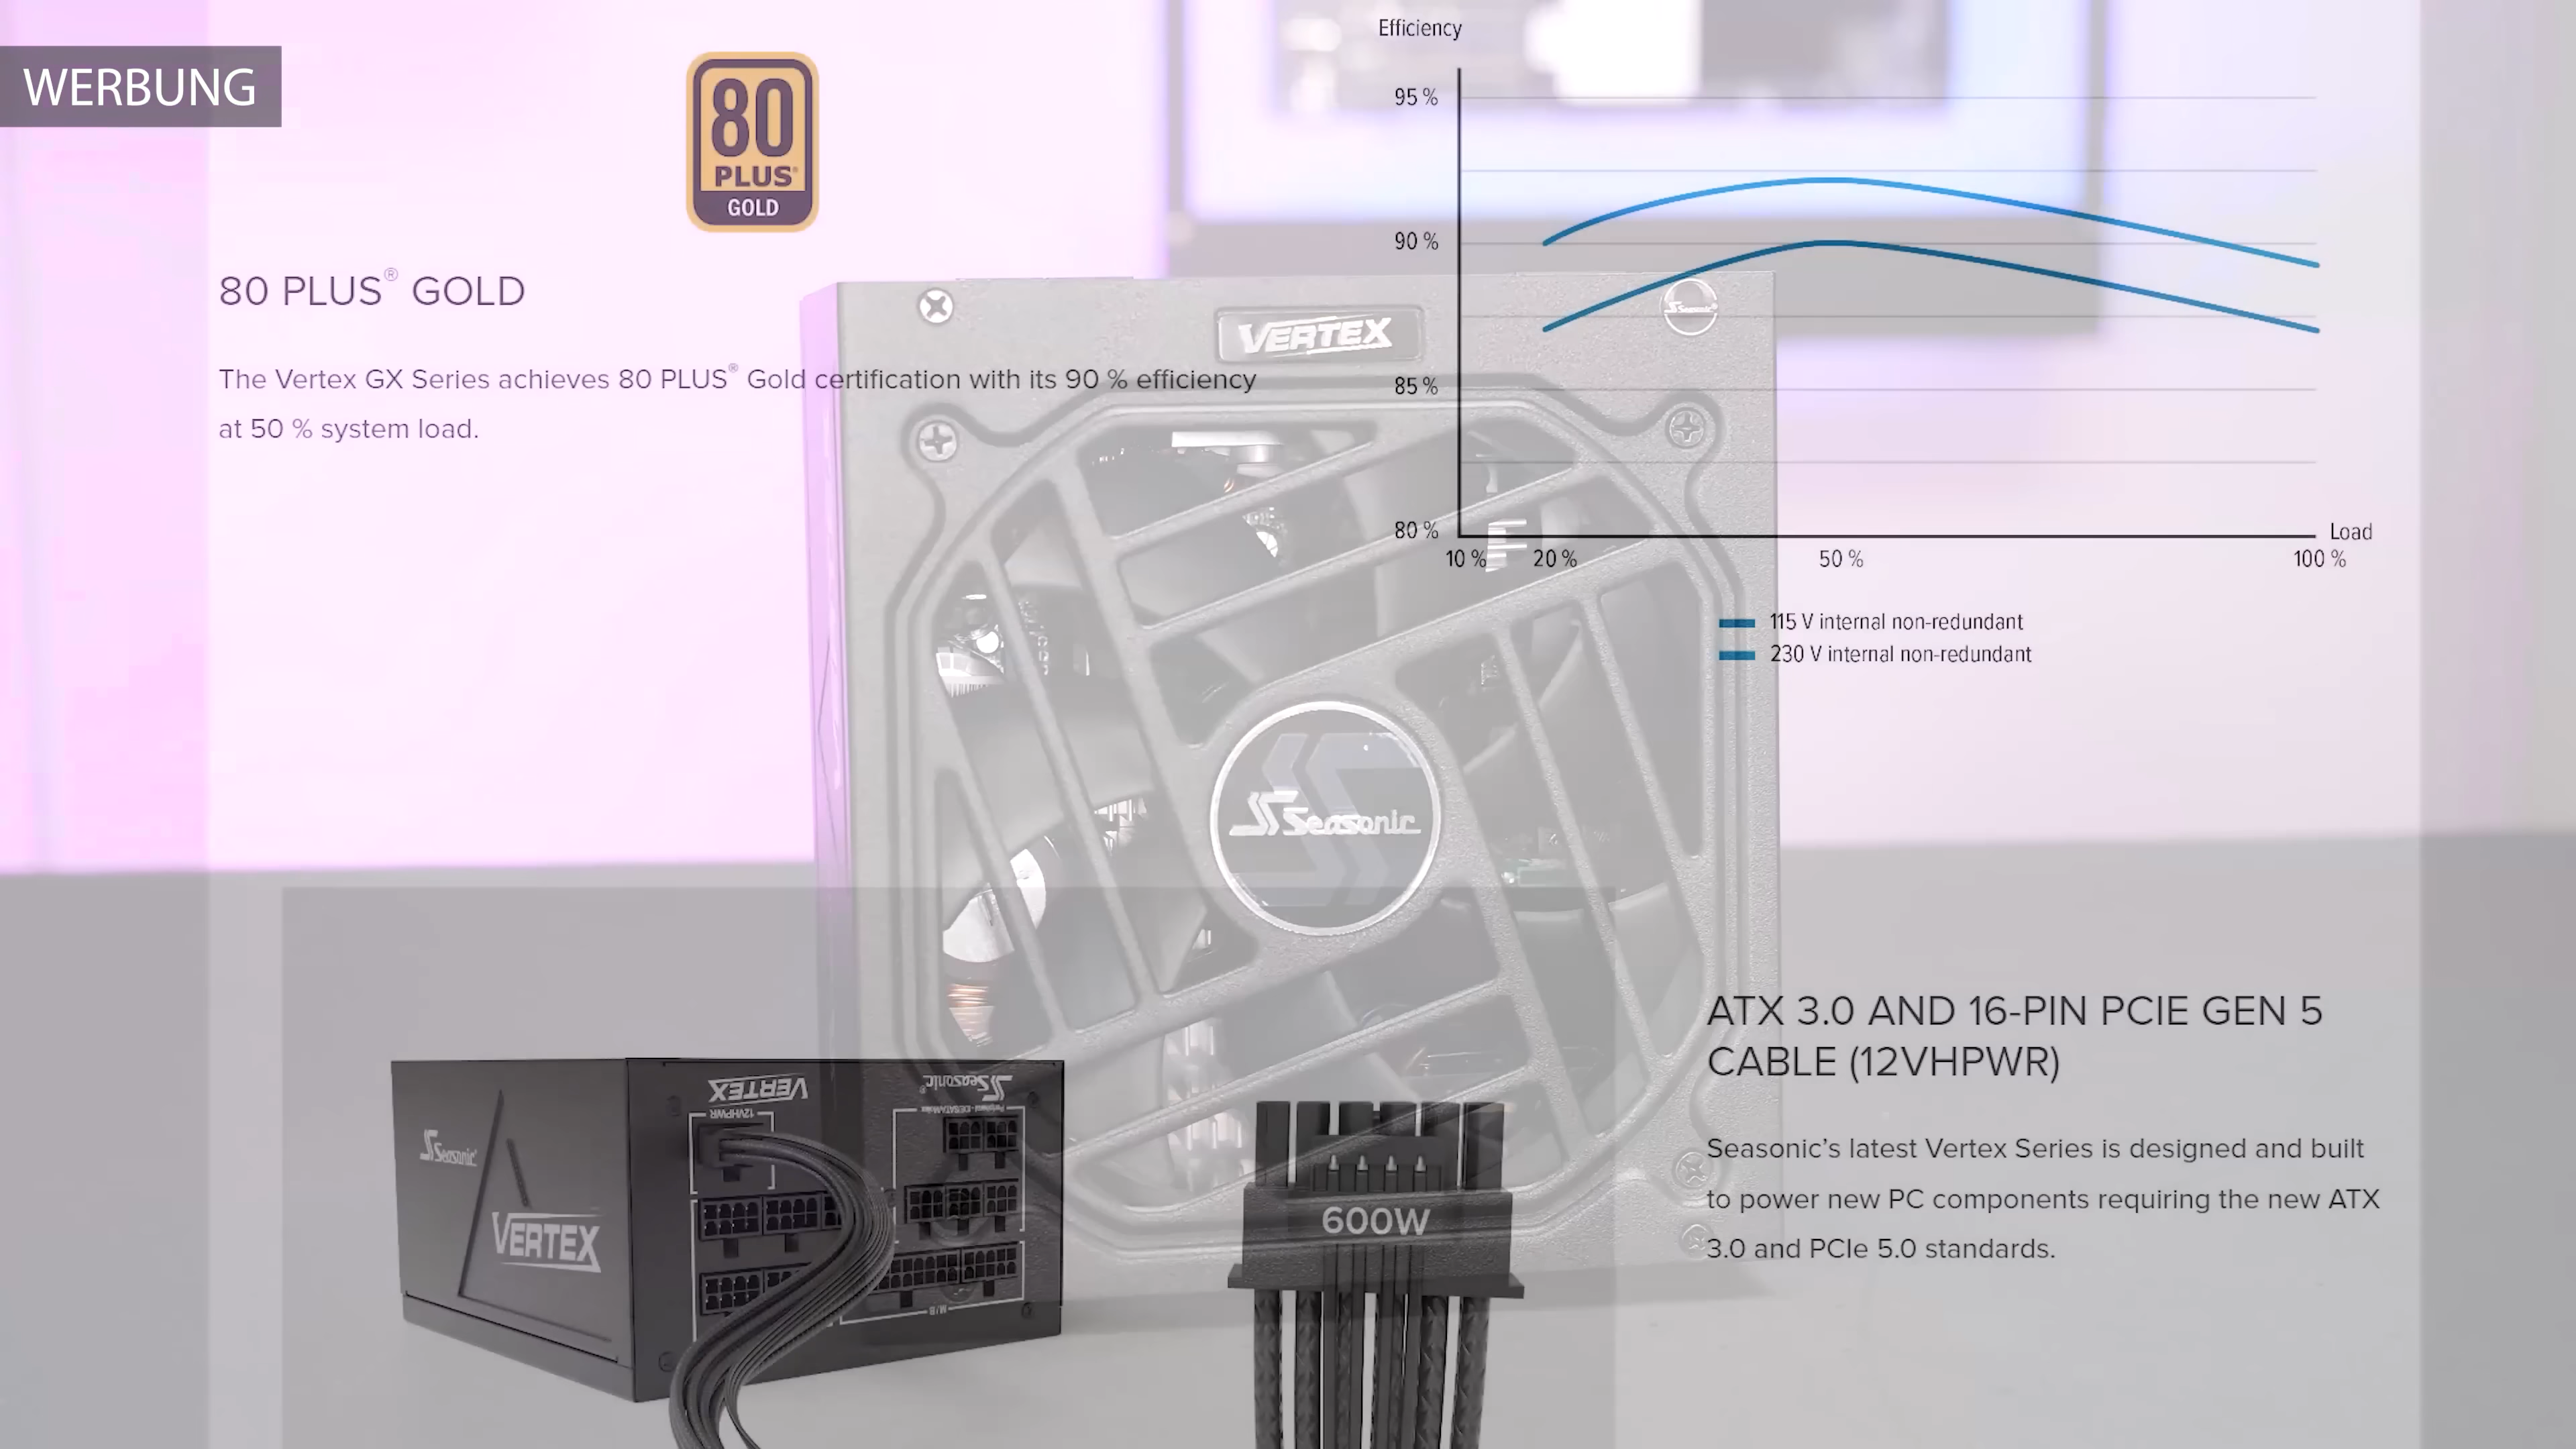 WERBUNG
80
PLUS®
GOLD
80 PLUS® GOLD
The Vertex GX Series achieves 80 PLUS® Gold certification with its 90 % efficiency
at 50 % system load.
Efficiency
95 %
90 %
85 %
80 %
10 % 20 % 50 % 100 %
Load
115 V internal non-redundant
230 V internal non-redundant
VERTEX
Seasonic®
Seasonic
ATX 3.0 AND 16-PIN PCIE GEN 5
CABLE (12VHPWR)
Seasonic's latest Vertex Series is designed and built
to power new PC components requiring the new ATX
3.0 and PCIe 5.0 standards.
Seasonic®
VERTEX
VERTEX
Seasonic®
12VHPWR
M/B
600W